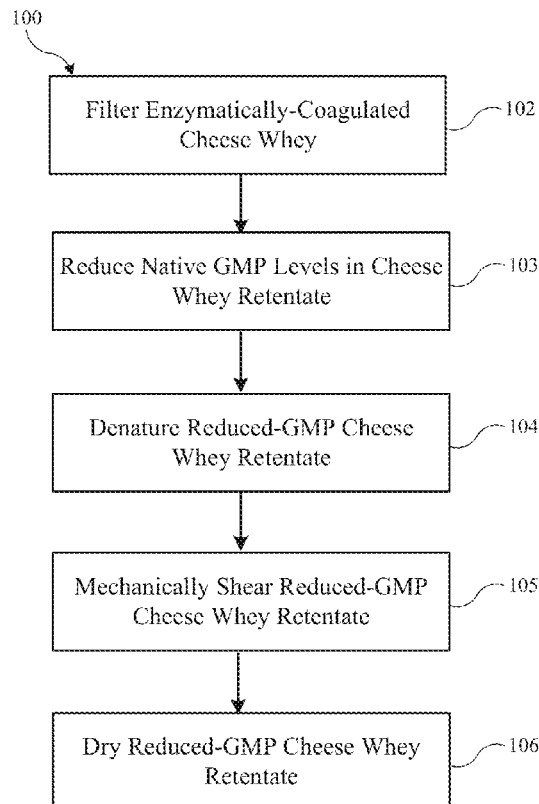 100
Filter Enzymatically-Coagulated
Cheese Whey
102
Reduce Native GMP Levels in Cheese
Whey Retentate
103
Denature Reduced-GMP Cheese
Whey Retentate
104
Mechanically Shear Reduced-GMP
Cheese Whey Retentate
105
Dry Reduced-GMP Cheese Whey
Retentate
106